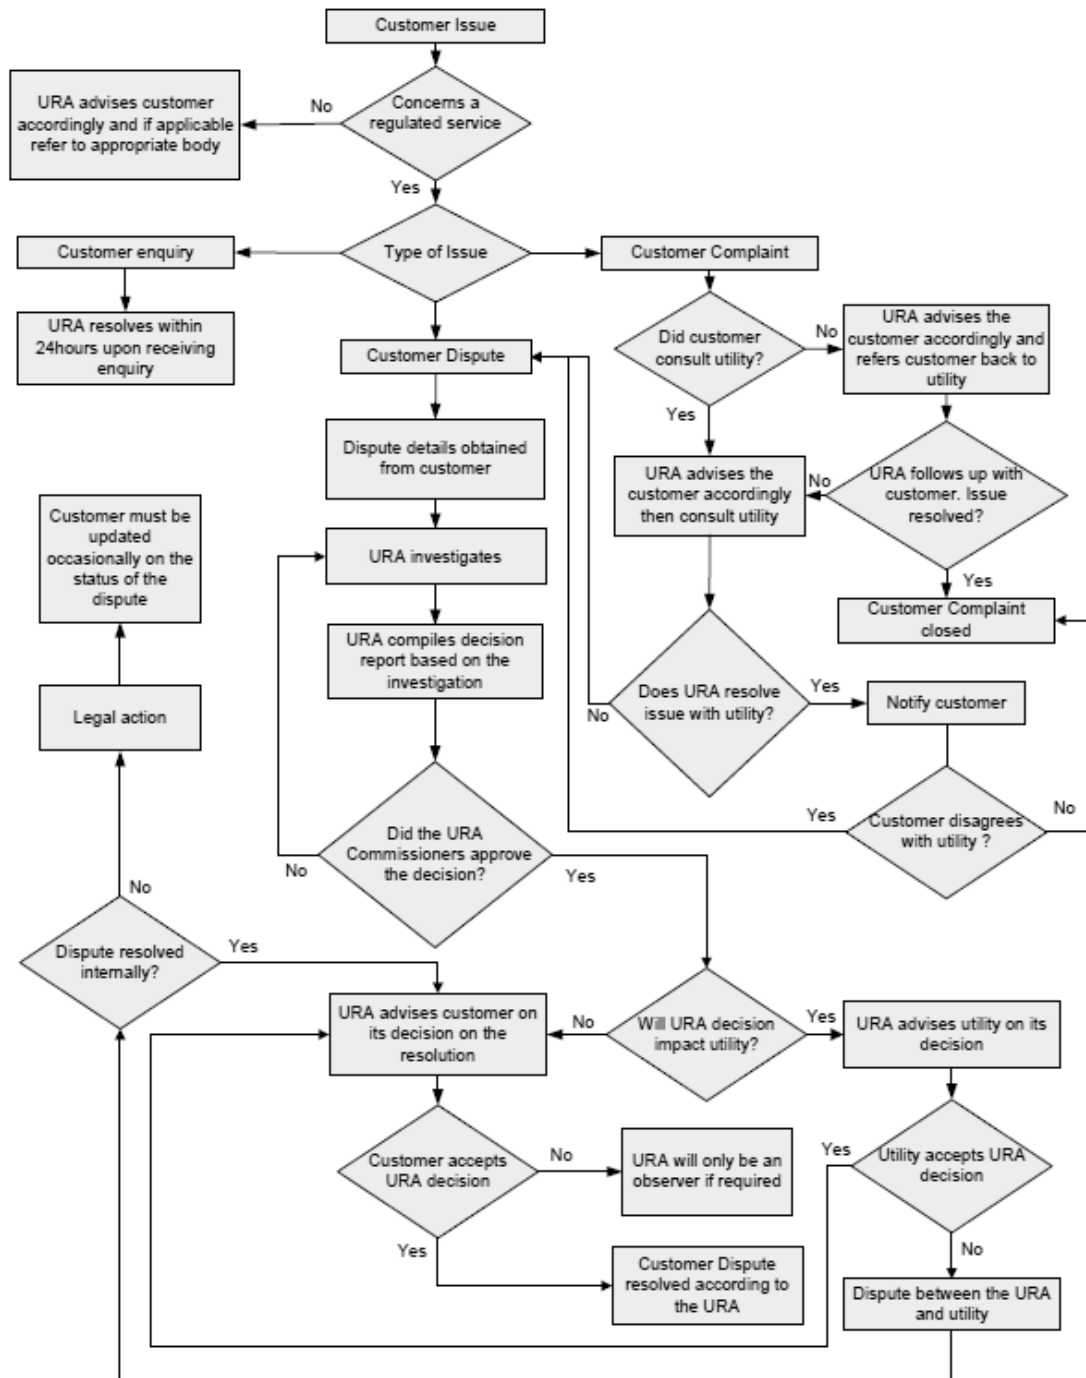 Customer Issue
Concerns a
regulated service
No
URA advises customer
accordingly and if applicable
refer to appropriate body
Yes
Type of Issue
Customer enquiry
URA resolves within
24hours upon receiving
enquiry
Customer Complaint
Did customer
consult utility?
No
URA advises the
customer accordingly and
refers customer back to
utility
Yes
Customer Dispute
Dispute details obtained
from customer
URA advises the
customer accordingly
then consult utility
No
URA follows up with
customer. Issue
resolved?
Yes
Customer Complaint
closed
Customer must be
updated
occasionally on the
status of the
dispute
URA investigates
URA compiles decision
report based on the
investigation
Legal action
Does URA resolve
issue with utility?
No
Yes
Notify customer
Customer disagrees
with utility ?
Yes
No
Did the URA
Commissioners approve
the decision?
No
Yes
No
Dispute resolved
internally?
Yes
URA advises customer on
its decision on the
resolution
No
Will URA decision
impact utility?
Yes
URA advises utility on its
decision
Customer accepts
URA decision
No
URA will only be an
observer if required
Yes
Utility accepts URA
decision
Yes
Customer Dispute
resolved according to
the URA
No
Dispute between the URA
and utility